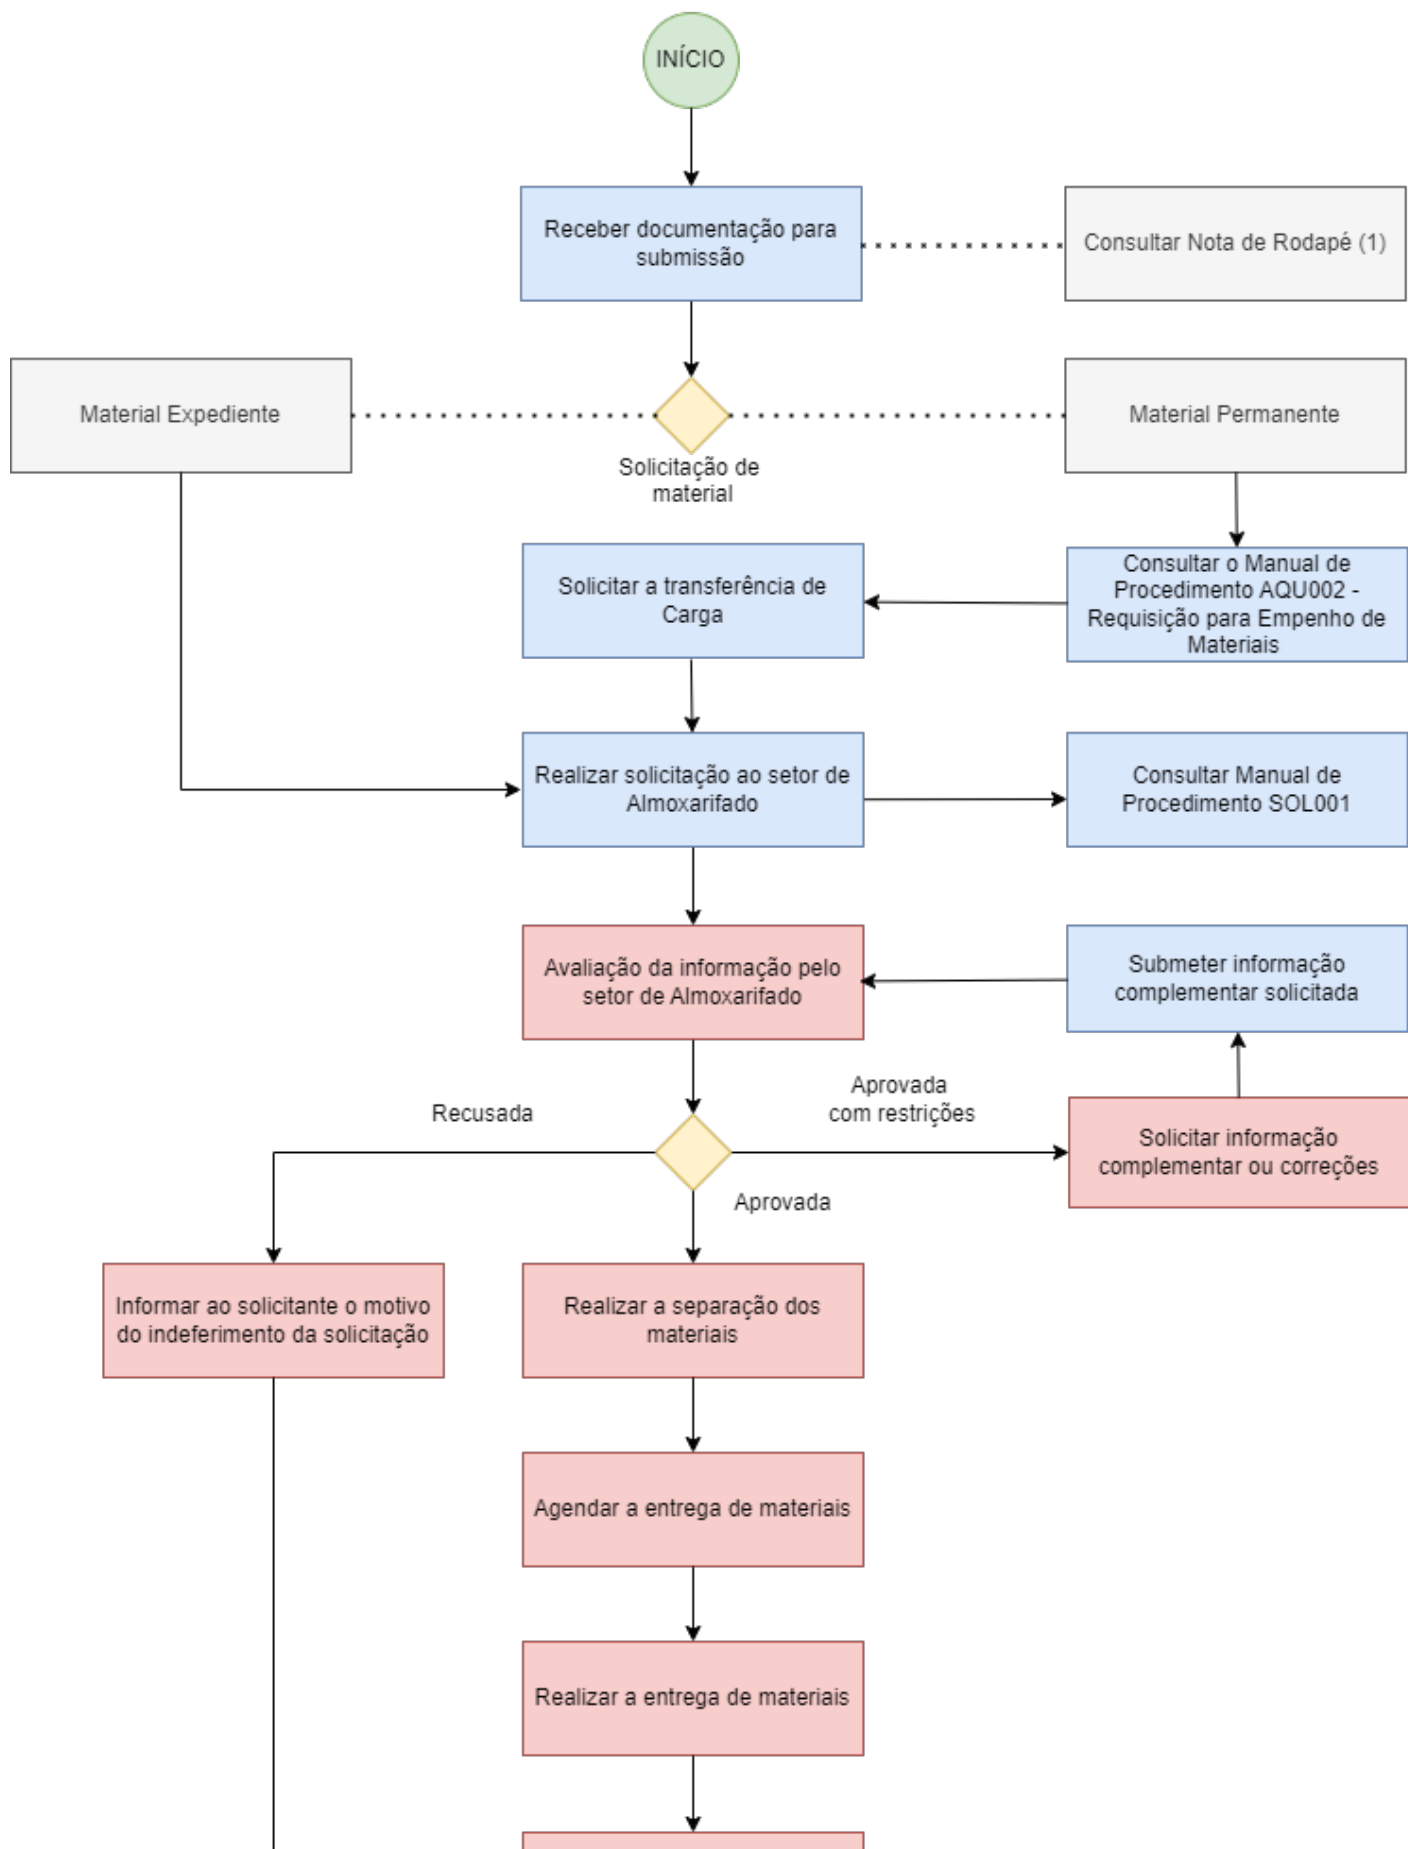 INÍCIO
Receber documentação para
submissão
Consultar Nota de Rodapé (1)
Material Expediente
Material Permanente
Solicitação de
material
Solicitar a transferência de
Carga
Consultar o Manual de
Procedimento AQU002 -
Requisição para Empenho de
Materiais
Realizar solicitação ao setor de
Almoxarifado
Consultar Manual de
Procedimento SOL001
Avaliação da informação pelo
setor de Almoxarifado
Submeter informação
complementar solicitada
Recusada
Aprovada
com restrições
Solicitar informação
complementar ou correções
Aprovada
Informar ao solicitante o motivo
do indeferimento da solicitação
Realizar a separação dos
materiais
Agendar a entrega de materiais
Realizar a entrega de materiais